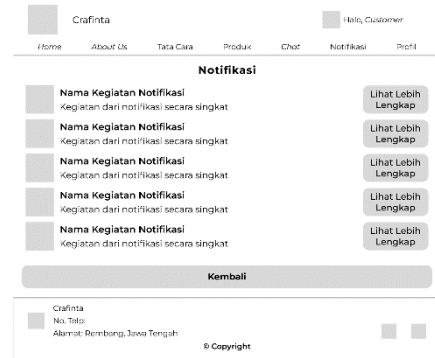 Crafinta
Halo, Customer
Home About Us Tata Cara Produk Chat Notifikasi Profil
Notifikasi
Nama Kegiatan Notifikasi
Kegiatan dari notifikasi secara singkat
Lihat Lebih
Lengkap
Nama Kegiatan Notifikasi
Kegiatan dari notifikasi secara singkat
Lihat Lebih
Lengkap
Nama Kegiatan Notifikasi
Kegiatan dari notifikasi secara singkat
Lihat Lebih
Lengkap
Nama Kegiatan Notifikasi
Kegiatan dari notifikasi secara singkat
Lihat Lebih
Lengkap
Nama Kegiatan Notifikasi
Kegiatan dari notifikasi secara singkat
Lihat Lebih
Lengkap
Kembali
Crafinta
No. Telp:
Alamat: Rembang, Jawa Tengah
© Copyright